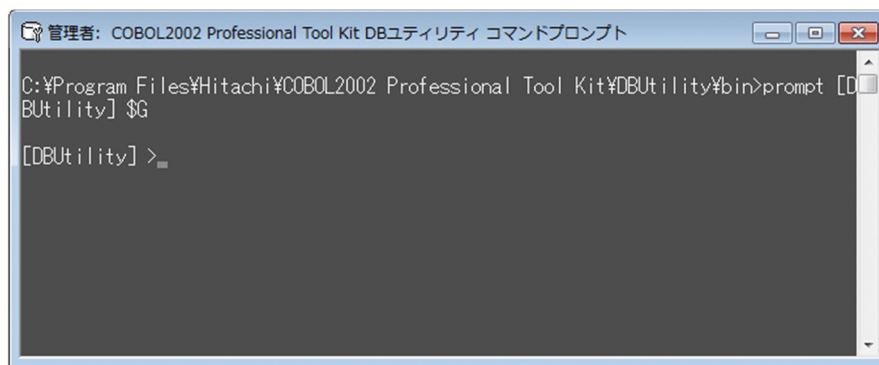 管理者: COBOL2002 Professional Tool Kit DBユティリティ コマンドプロンプト
C:¥Program Files¥Hitachi¥COBOL2002 Professional Tool Kit¥DBUtility¥bin>prompt [D
BUtility] $G
[DBUtility] >_